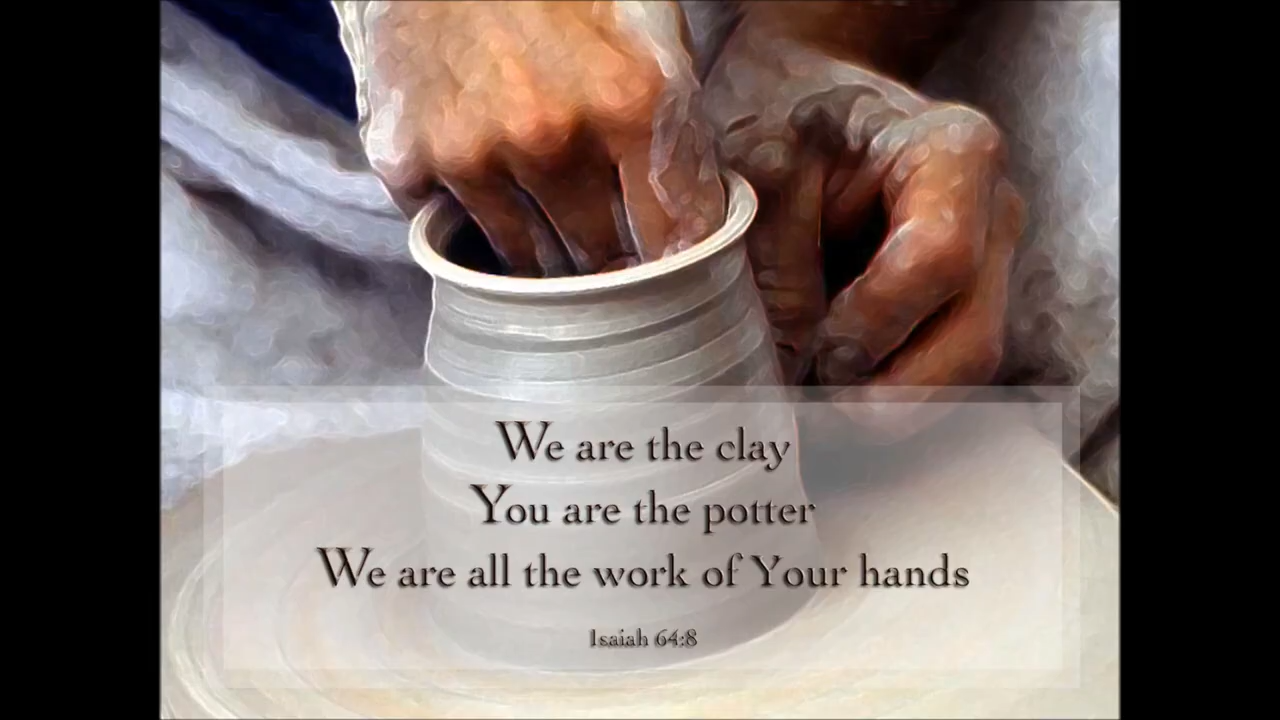 We are the clay
You are the potter
We are all the work of Your hands
Isaiah 64:8